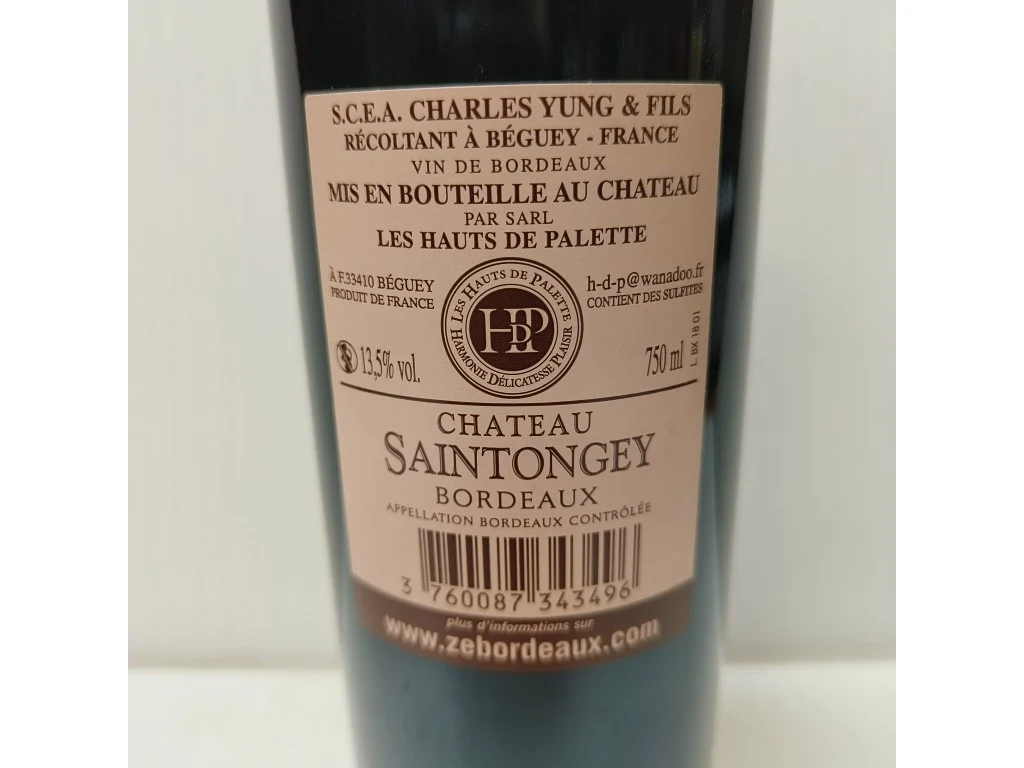 S.C.E.A. CHARLES YUNG & FILS
RÉCOLTANT À BÉGUEY - FRANCE
VIN DE BORDEAUX
MIS EN BOUTEILLE AU CHATEAU
PAR SARL
LES HAUTS DE PALETTE
À F.33410 BÉGUEY
PRODUIT DE FRANCE
LES HAUTS DE PALETTE
HDP
HARMONIE DÉLICATESSE PLAISIR
h-d-p@wanadoo.fr
CONTIENT DES SULFITES
13,5% vol.
750 ml
L. BX 18 01
CHATEAU
SAINTONGEY
BORDEAUX
APPELLATION BORDEAUX CONTRÔLÉE
3 760087 343496
plus d'informations sur
www.zebordeaux.com